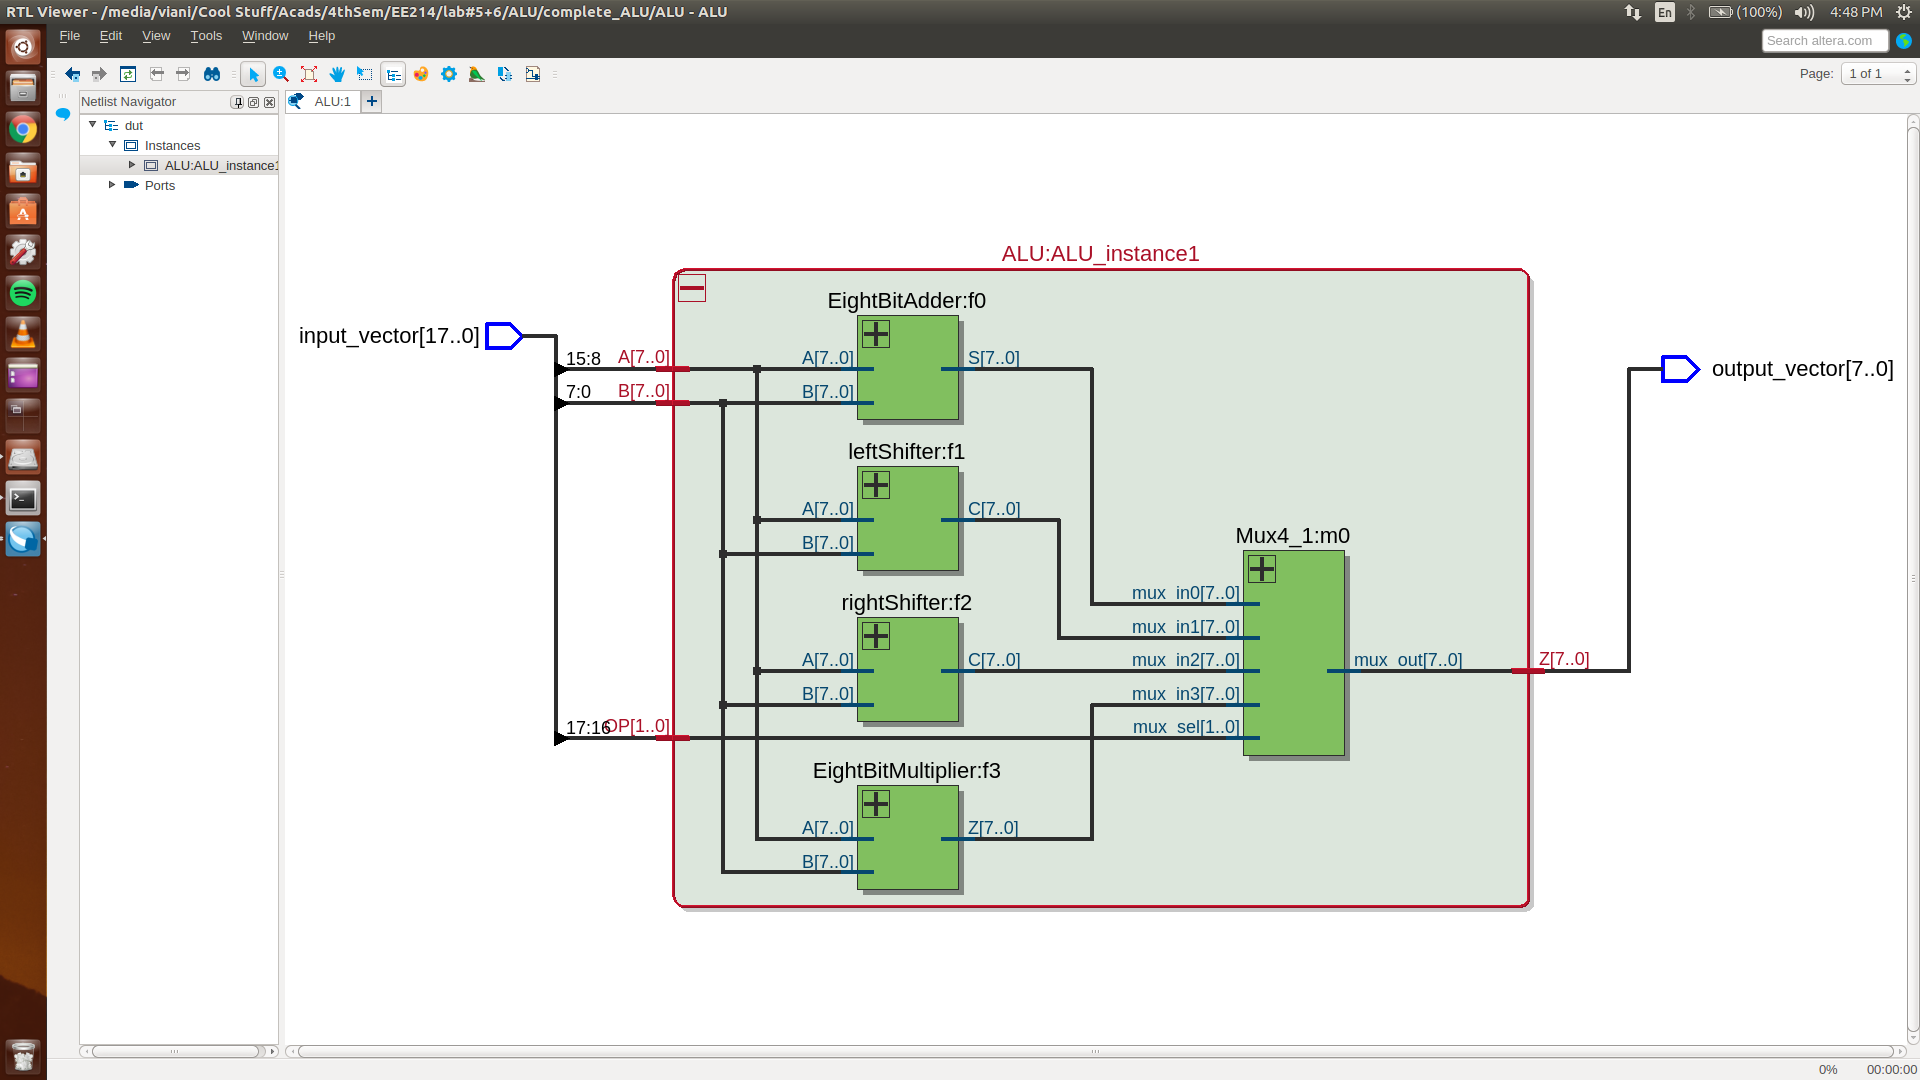 RTL Viewer - /media/viani/Cool Stuff/Acads/4thSem/EE214/lab#5+6/ALU/complete_ALU/ALU - ALU
En (100%) 4:48 PM
File Edit View Tools Window Help
Search altera.com
Page: 1 of 1
Netlist Navigator
ALU:1
dut
Instances
ALU:ALU_instance1
Ports
ALU:ALU_instance1
EightBitAdder:f0
input_vector[17..0]
15:8 A[7..0] A[7..0] S[7..0]
output_vector[7..0]
7:0 B[7..0] B[7..0]
leftShifter:f1
A[7..0] C[7..0]
B[7..0]
Mux4_1:m0
mux_in0[7..0]
rightShifter:f2
mux_in1[7..0]
A[7..0] C[7..0] mux_in2[7..0] mux_out[7..0] Z[7..0]
B[7..0] mux_in3[7..0]
17:16 OP[1..0] mux_sel[1..0]
EightBitMultiplier:f3
A[7..0] Z[7..0]
B[7..0]
0% 00:00:00